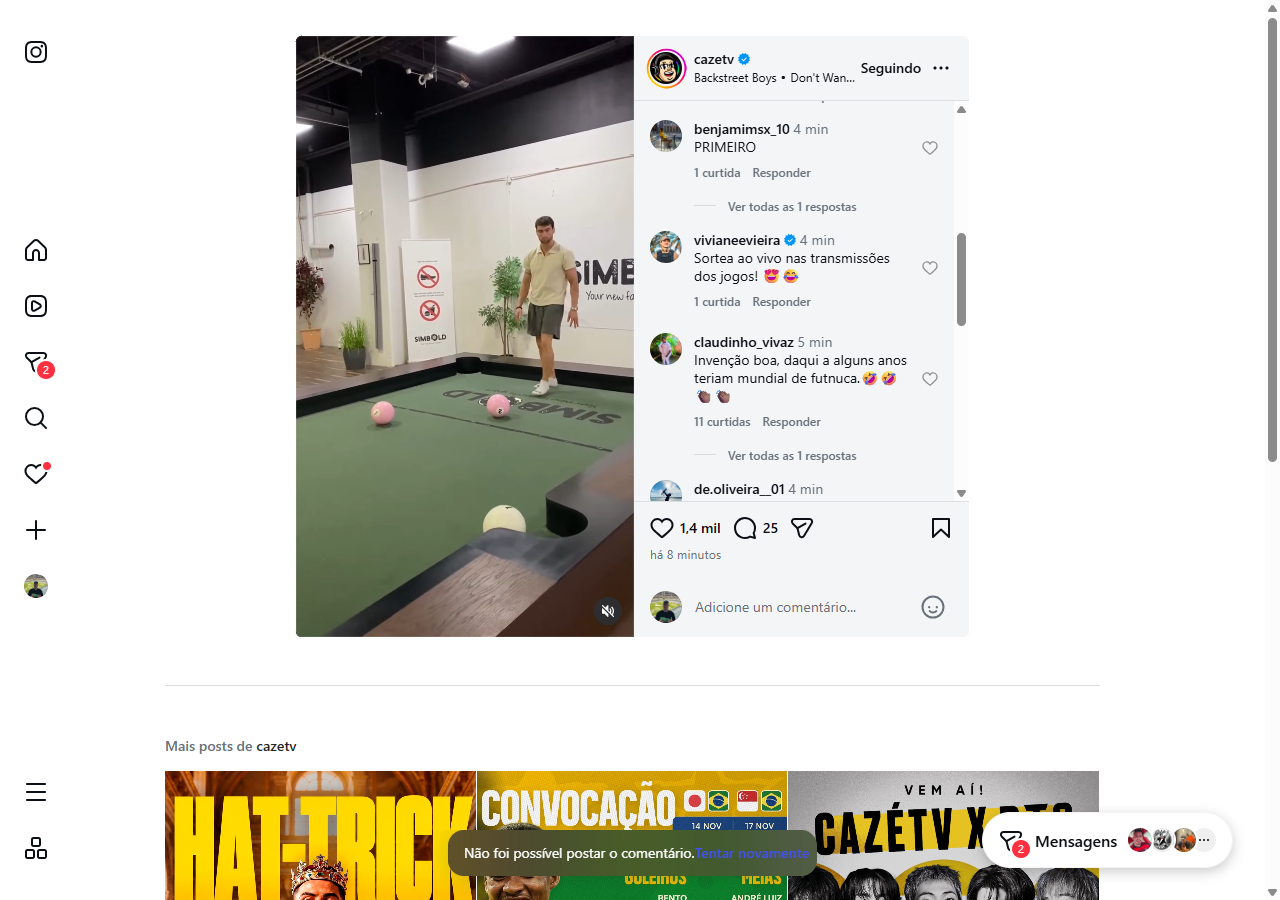 cazetv
Backstreet Boys • Don't Wan...
Seguindo
benjamimsx_10 4 min
PRIMEIRO
1 curtida Responder
Ver todas as 1 respostas
vivianeevieira 4 min
Sortea ao vivo nas transmissões
dos jogos! 😍 😂
1 curtida Responder
claudinho_vivaz 5 min
Invenção boa, daqui a alguns anos
teriam mundial de futnuca.🤣 🤣
👏🏾 👏🏾
11 curtidas Responder
Ver todas as 1 respostas
de.oliveira__01 4 min
1,4 mil 25
há 8 minutos
Adicione um comentário...
SIMBOLD
SIMB
Your new fa
SIMBOLD
2
Mais posts de cazetv
HAT-TRICK
CONVOCAÇÃO
14 NOV 17 NOV
GOLEIROS MEIAS
BENTO ANDRÉ LUIZ
VEM AÍ!
CAZÉTV X BTS
Não foi possível postar o comentário.Tentar novamente
2
Mensagens